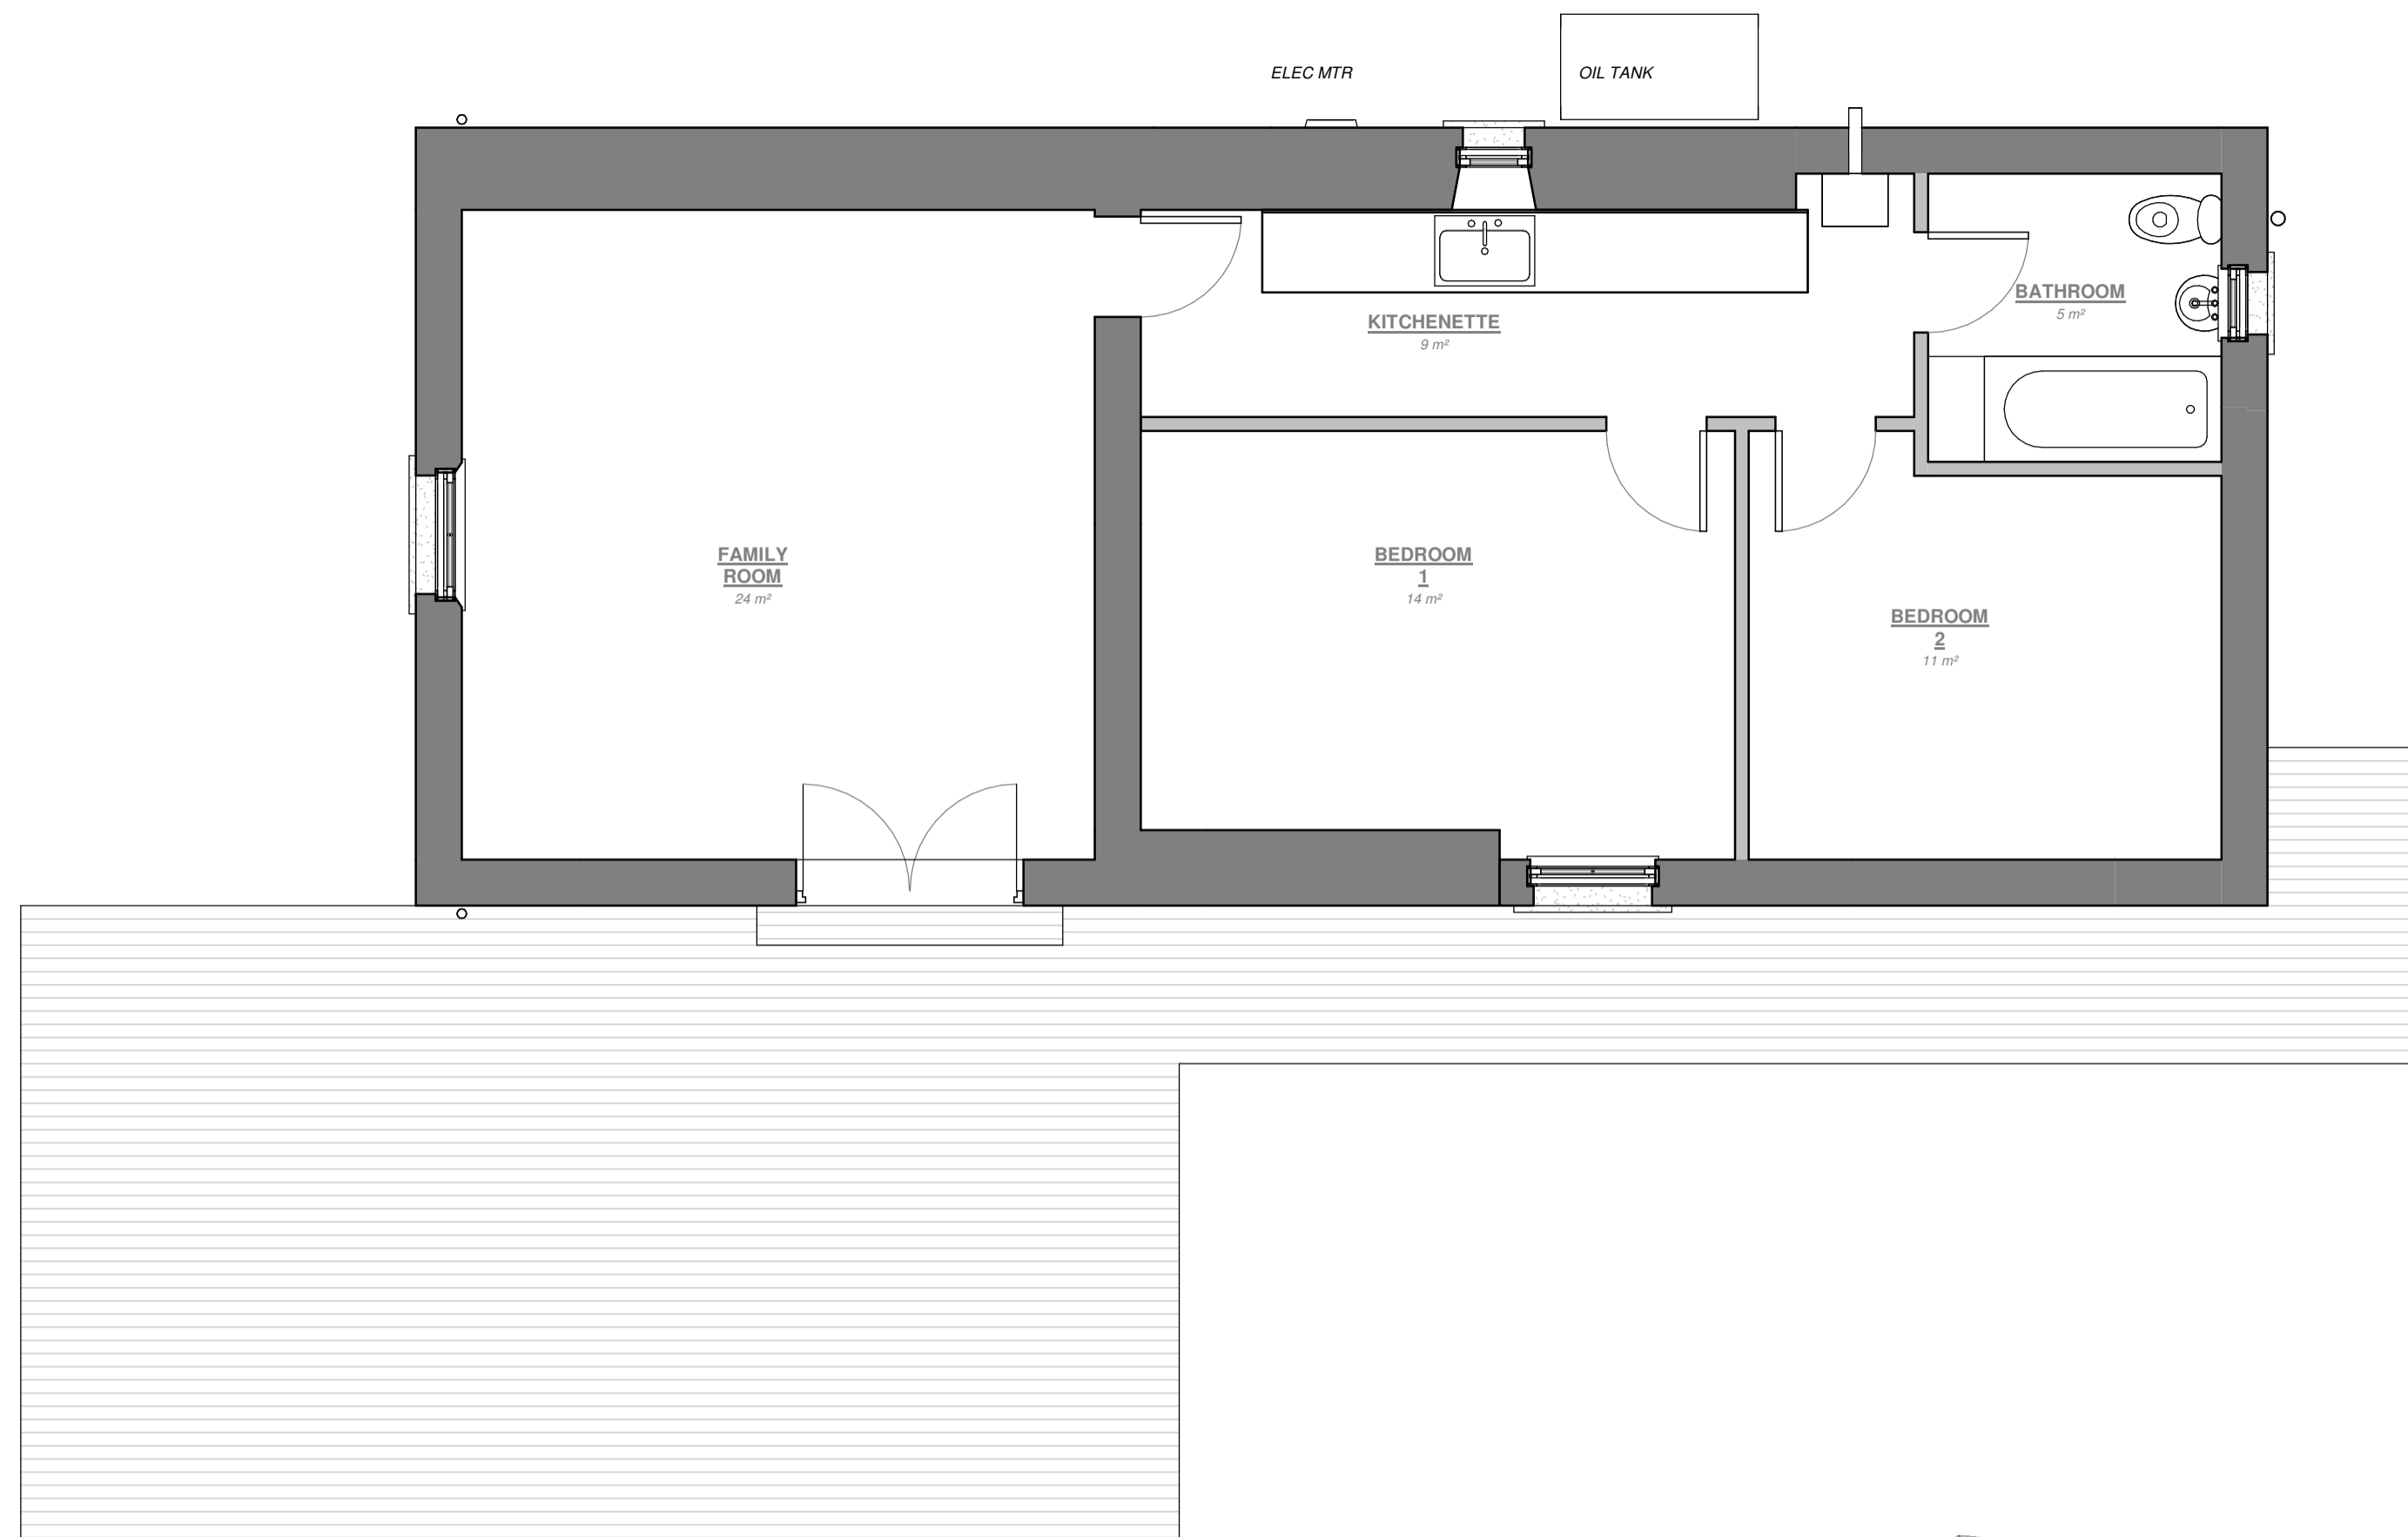 ELEC MTR
OIL TANK
BATHROOM
5 m²
KITCHENETTE
9 m²
FAMILY
ROOM
24 m²
BEDROOM
1
14 m²
BEDROOM
2
11 m²